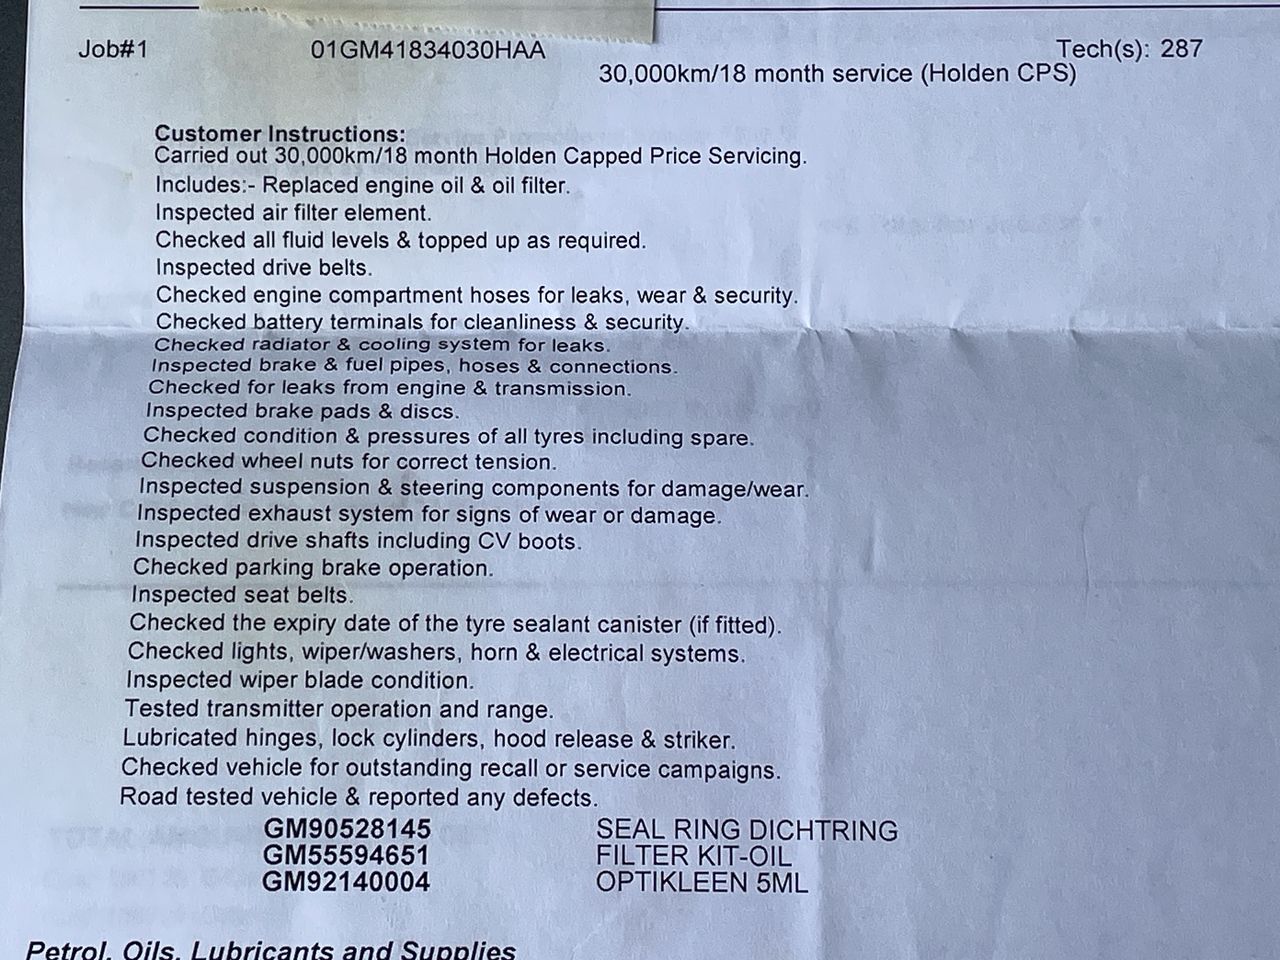 Job#1 01GM41834030HAA Tech(s): 287
30,000km/18 month service (Holden CPS)
Customer Instructions:
Carried out 30,000km/18 month Holden Capped Price Servicing.
Includes:- Replaced engine oil & oil filter.
Inspected air filter element.
Checked all fluid levels & topped up as required.
Inspected drive belts.
Checked engine compartment hoses for leaks, wear & security.
Checked battery terminals for cleanliness & security.
Checked radiator & cooling system for leaks.
Inspected brake & fuel pipes, hoses & connections.
Checked for leaks from engine & transmission.
Inspected brake pads & discs.
Checked condition & pressures of all tyres including spare.
Checked wheel nuts for correct tension.
Inspected suspension & steering components for damage/wear.
Inspected exhaust system for signs of wear or damage.
Inspected drive shafts including CV boots.
Checked parking brake operation.
Inspected seat belts.
Checked the expiry date of the tyre sealant canister (if fitted).
Checked lights, wiper/washers, horn & electrical systems.
Inspected wiper blade condition.
Tested transmitter operation and range.
Lubricated hinges, lock cylinders, hood release & striker.
Checked vehicle for outstanding recall or service campaigns.
Road tested vehicle & reported any defects.
GM90528145 SEAL RING DICHTRING
GM55594651 FILTER KIT-OIL
GM92140004 OPTIKLEEN 5ML
Petrol, Oils, Lubricants and Supplies